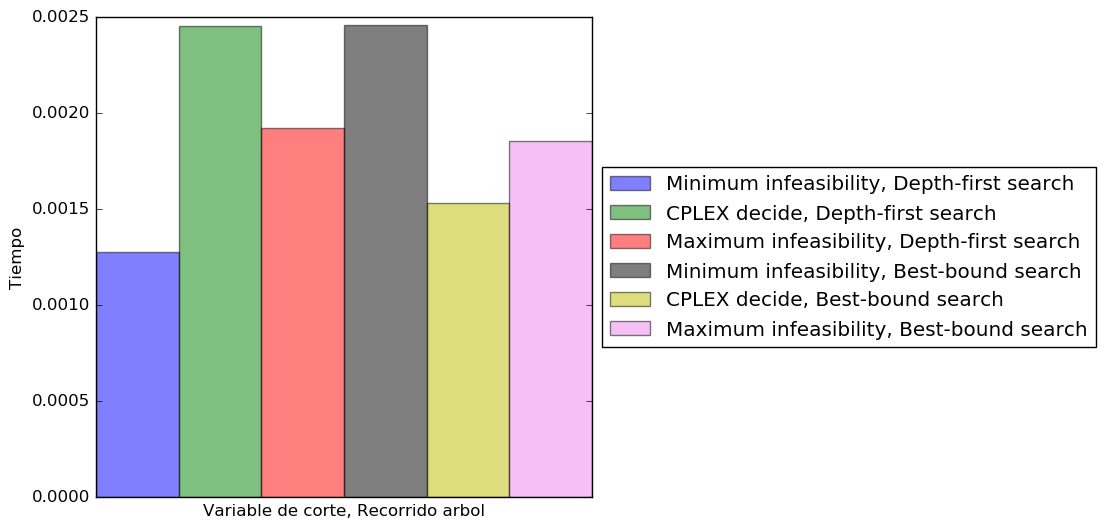 0.0025
0.0020
0.0015
0.0010
0.0005
0.0000
Tiempo
Variable de corte, Recorrido arbol
Minimum infeasibility, Depth-first search
CPLEX decide, Depth-first search
Maximum infeasibility, Depth-first search
Minimum infeasibility, Best-bound search
CPLEX decide, Best-bound search
Maximum infeasibility, Best-bound search